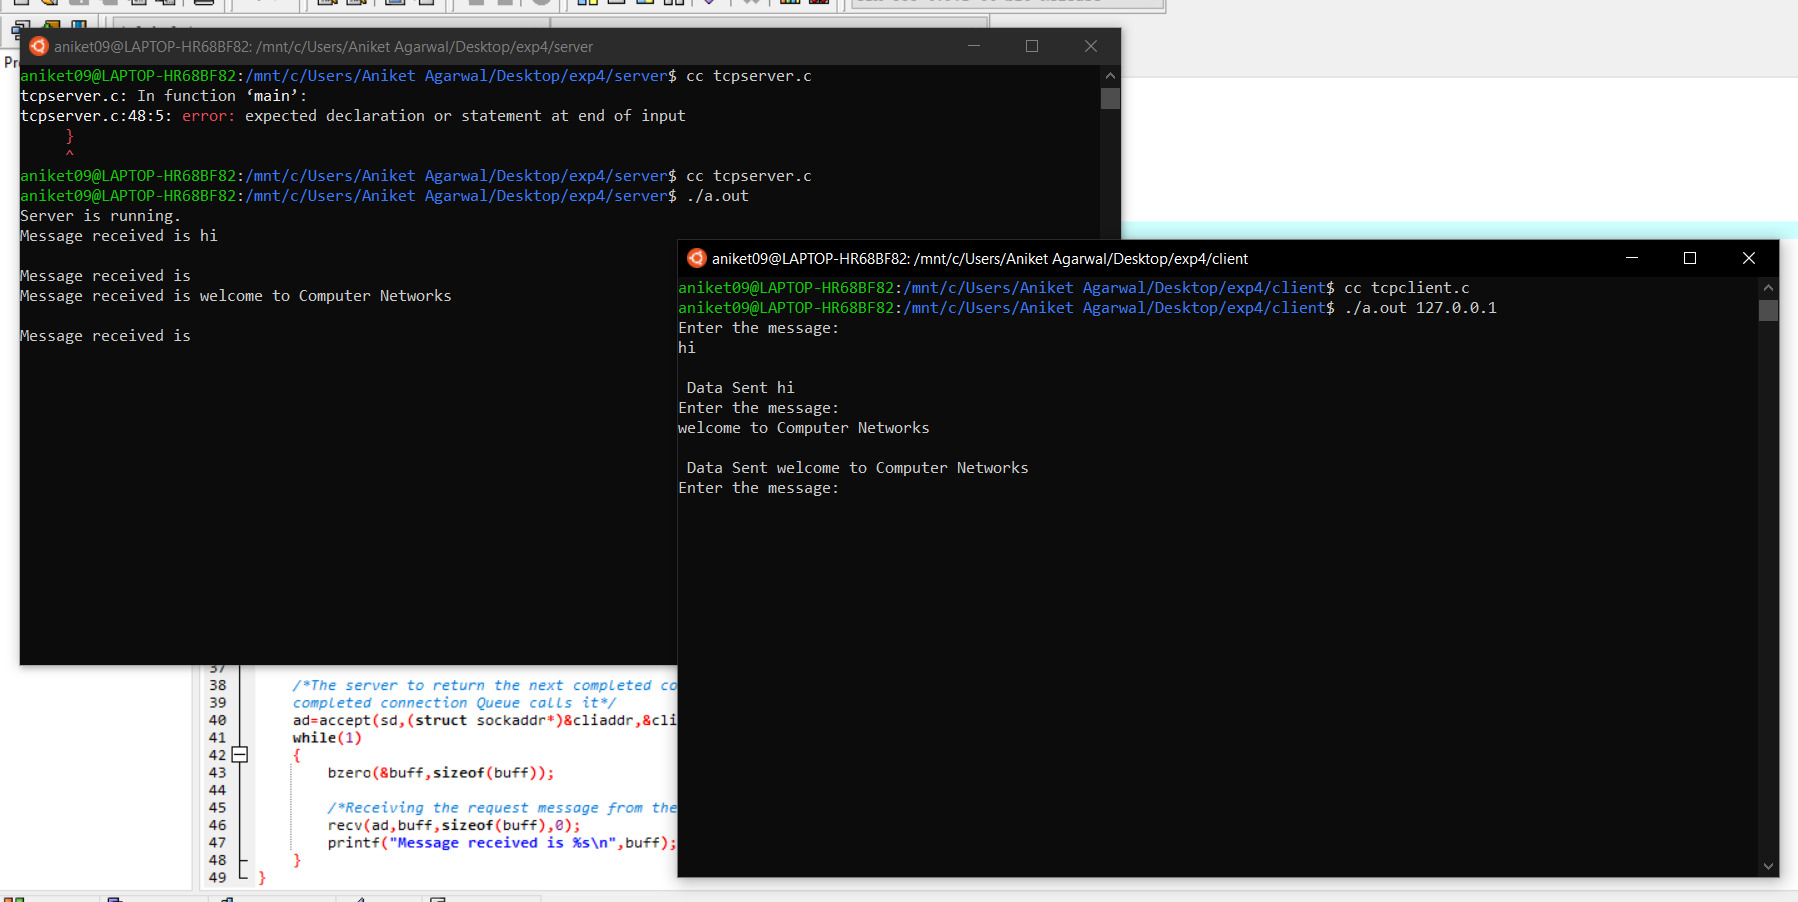 aniket09@LAPTOP-HR68BF82: /mnt/c/Users/Aniket Agarwal/Desktop/exp4/server
aniket09@LAPTOP-HR68BF82:/mnt/c/Users/Aniket Agarwal/Desktop/exp4/server$ cc tcpserver.c
tcpserver.c: In function ‘main’:
tcpserver.c:48:5: error: expected declaration or statement at end of input
}
^
aniket09@LAPTOP-HR68BF82:/mnt/c/Users/Aniket Agarwal/Desktop/exp4/server$ cc tcpserver.c
aniket09@LAPTOP-HR68BF82:/mnt/c/Users/Aniket Agarwal/Desktop/exp4/server$ ./a.out
Server is running.
Message received is hi
Message received is
Message received is welcome to Computer Networks
Message received is
aniket09@LAPTOP-HR68BF82: /mnt/c/Users/Aniket Agarwal/Desktop/exp4/client
aniket09@LAPTOP-HR68BF82:/mnt/c/Users/Aniket Agarwal/Desktop/exp4/client$ cc tcpclient.c
aniket09@LAPTOP-HR68BF82:/mnt/c/Users/Aniket Agarwal/Desktop/exp4/client$ ./a.out 127.0.0.1
Enter the message:
hi
Data Sent hi
Enter the message:
welcome to Computer Networks
Data Sent welcome to Computer Networks
Enter the message:
37
38 /*The server to return the next completed co
39 completed connection Queue calls it*/
40 ad=accept(sd,(struct sockaddr*)&cliaddr,&cli
41 while(1)
42 {
43 bzero(&buff,sizeof(buff));
44
45 /*Receiving the request message from the
46 recv(ad,buff,sizeof(buff),0);
47 printf("Message received is %s\n",buff);
48 }
49 }